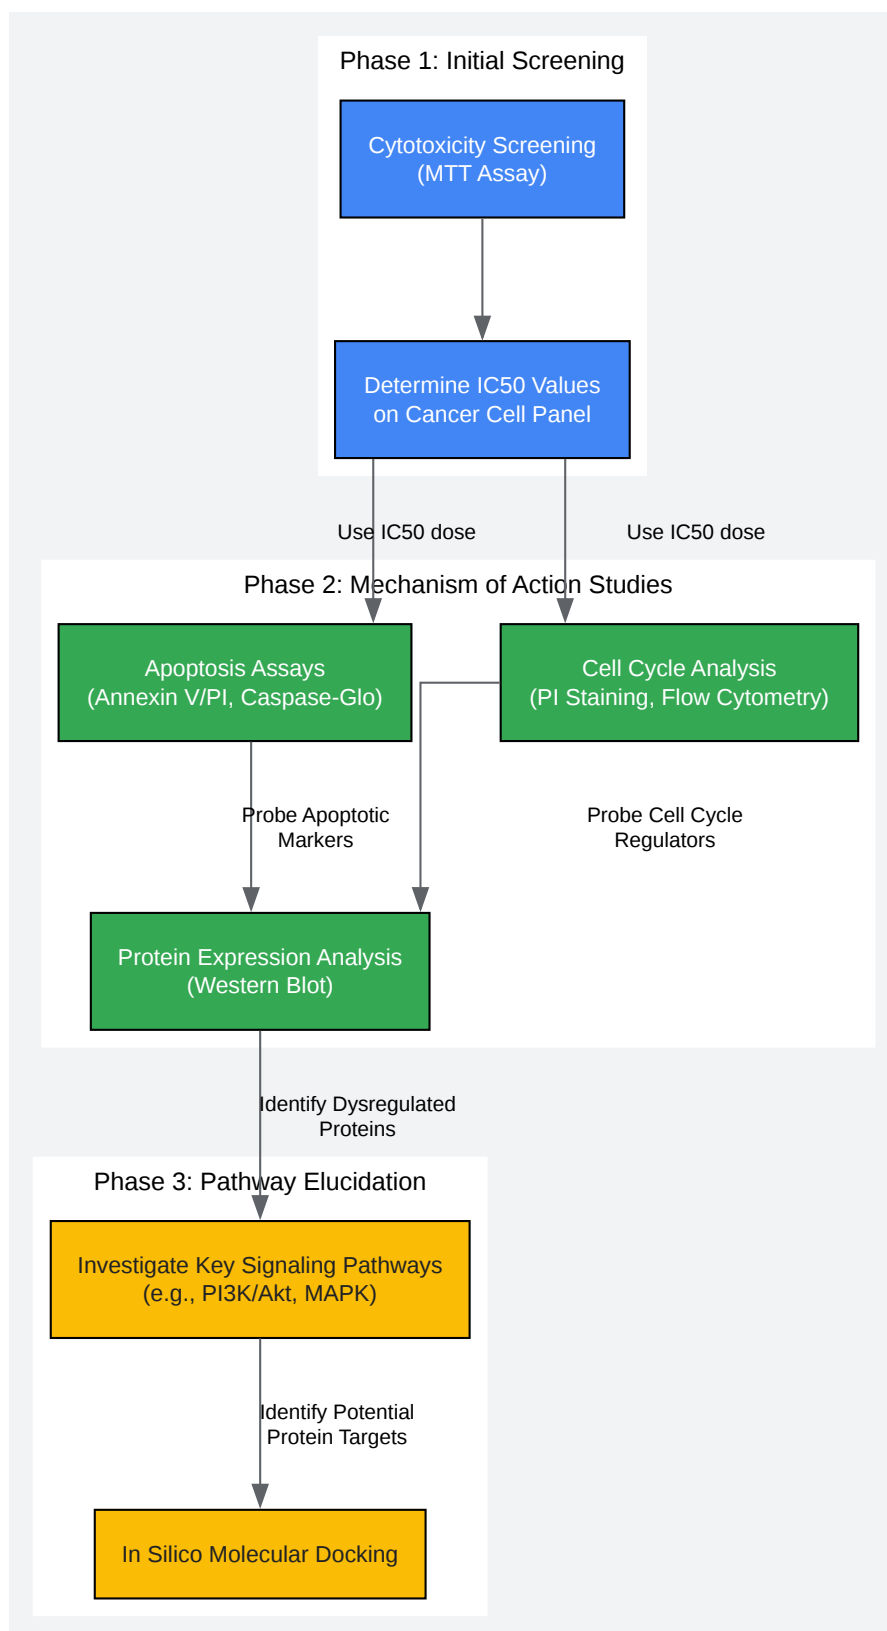 Phase 1: Initial Screening
Cytotoxicity Screening
(MTT Assay)
Determine IC50 Values
on Cancer Cell Panel
Use IC50 dose
Use IC50 dose
Phase 2: Mechanism of Action Studies
Apoptosis Assays
(Annexin V/PI, Caspase-Glo)
Cell Cycle Analysis
(PI Staining, Flow Cytometry)
Probe Apoptotic
Markers
Probe Cell Cycle
Regulators
Protein Expression Analysis
(Western Blot)
Identify Dysregulated
Proteins
Phase 3: Pathway Elucidation
Investigate Key Signaling Pathways
(e.g., PI3K/Akt, MAPK)
Identify Potential
Protein Targets
In Silico Molecular Docking